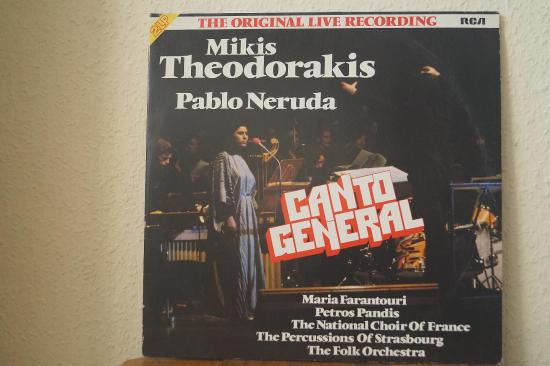 2LP
THE ORIGINAL LIVE RECORDING
RCA
Mikis
Theodorakis
Pablo Neruda
CANTO
GENERAL
Maria Farantouri
Petros Pandis
The National Choir Of France
The Percussions Of Strasbourg
The Folk Orchestra